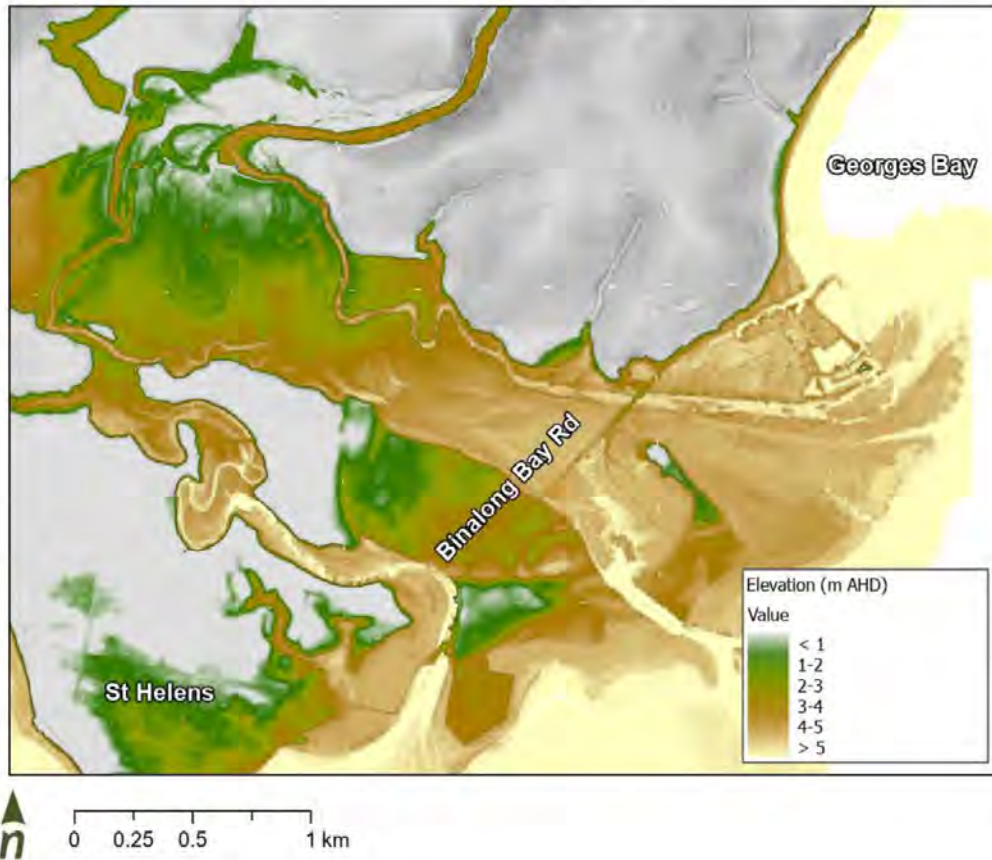 Georges Bay
Binalong Bay Rd
St Helens
Elevation (m AHD)
Value
< 1
1-2
2-3
3-4
4-5
> 5
n
0 0.25 0.5 1 km